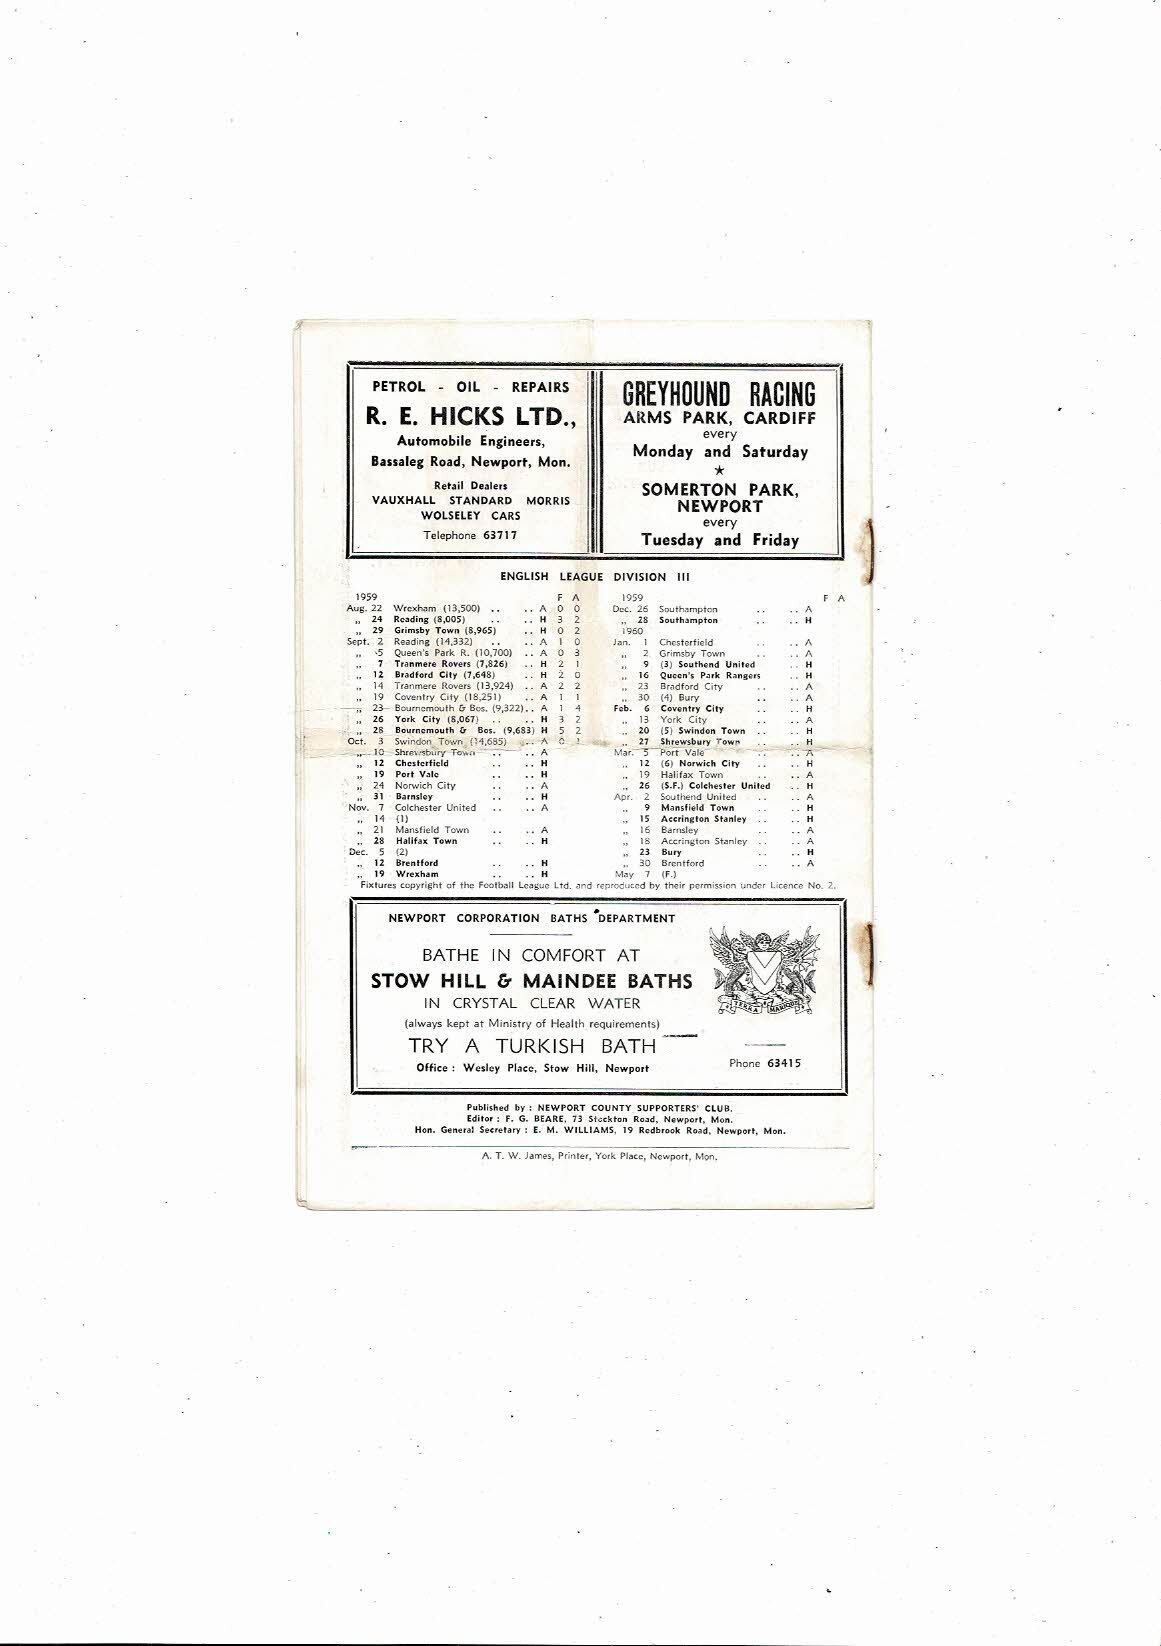 PETROL - OIL - REPAIRS
R. E. HICKS LTD.,
Automobile Engineers,
Bassaleg Road, Newport, Mon.
Retail Dealers
VAUXHALL STANDARD MORRIS
WOLSELEY CARS
Telephone 63717
GREYHOUND RACING
ARMS PARK, CARDIFF
every
Monday and Saturday
★
SOMERTON PARK,
NEWPORT
every
Tuesday and Friday
ENGLISH LEAGUE DIVISION III
1959 F A
Aug. 22 Wrexham (13,500) .. .. A 0 0
„ 24 Reading (8,005) .. .. H 3 2
„ 29 Grimsby Town (8,965) .. H 0 2
Sept. 2 Reading (14,332) .. .. A 1 0
„ 5 Queen's Park R. (10,700) .. A 0 3
„ 7 Tranmere Rovers (7,826) .. H 2 1
„ 12 Bradford City (7,648) .. H 2 0
„ 14 Tranmere Rovers (13,924) .. A 2 2
„ 19 Coventry City (18,251) .. A 1 1
„ 23 Bournemouth & Bos. (9,322).. A 1 4
„ 26 York City (8,067) .. .. H 3 2
„ 28 Bournemouth & Bos. (9,683) H 5 2
Oct. 3 Swindon Town (14,685) .. A 0 1
„ 10 Shrewsbury Town .. .. A
„ 12 Chesterfield .. .. H
„ 19 Port Vale .. .. H
„ 24 Norwich City .. .. A
„ 31 Barnsley .. .. H
Nov. 7 Colchester United .. .. A
„ 14 (1)
„ 21 Mansfield Town .. .. A
„ 28 Halifax Town .. .. H
Dec. 5 (2)
„ 12 Brentford .. .. H
„ 19 Wrexham .. .. H
1959 F A
Dec. 26 Southampton .. .. A
„ 28 Southampton .. .. H
1960
Jan. 1 Chesterfield .. .. A
„ 2 Grimsby Town .. .. A
„ 9 (3) Southend United .. H
„ 16 Queen's Park Rangers .. H
„ 23 Bradford City .. .. A
„ 30 (4) Bury .. .. A
Feb. 6 Coventry City .. .. H
„ 13 York City .. .. A
„ 20 (5) Swindon Town .. .. H
„ 27 Shrewsbury Town .. .. H
Mar. 5 Port Vale .. .. A
„ 12 (6) Norwich City .. .. H
„ 19 Halifax Town .. .. A
„ 26 (S.F.) Colchester United .. H
Apr. 2 Southend United .. .. A
„ 9 Mansfield Town .. .. H
„ 15 Accrington Stanley .. .. H
„ 16 Barnsley .. .. A
„ 18 Accrington Stanley .. .. A
„ 23 Bury .. .. H
„ 30 Brentford .. .. A
May 7 (F.)
Fixtures copyright of the Football League Ltd. and reproduced by their permission under Licence No. 2.
NEWPORT CORPORATION BATHS DEPARTMENT
BATHE IN COMFORT AT
STOW HILL & MAINDEE BATHS
IN CRYSTAL CLEAR WATER
(always kept at Ministry of Health requirements)
TRY A TURKISH BATH
Office : Wesley Place, Stow Hill, Newport
TERRA MARIQUE
Phone 63415
Published by : NEWPORT COUNTY SUPPORTERS' CLUB.
Editor : F. G. BEARE, 73 Stockton Road, Newport, Mon.
Hon. General Secretary : E. M. WILLIAMS, 19 Redbrook Road, Newport, Mon.
A. T. W. James, Printer, York Place, Newport, Mon.